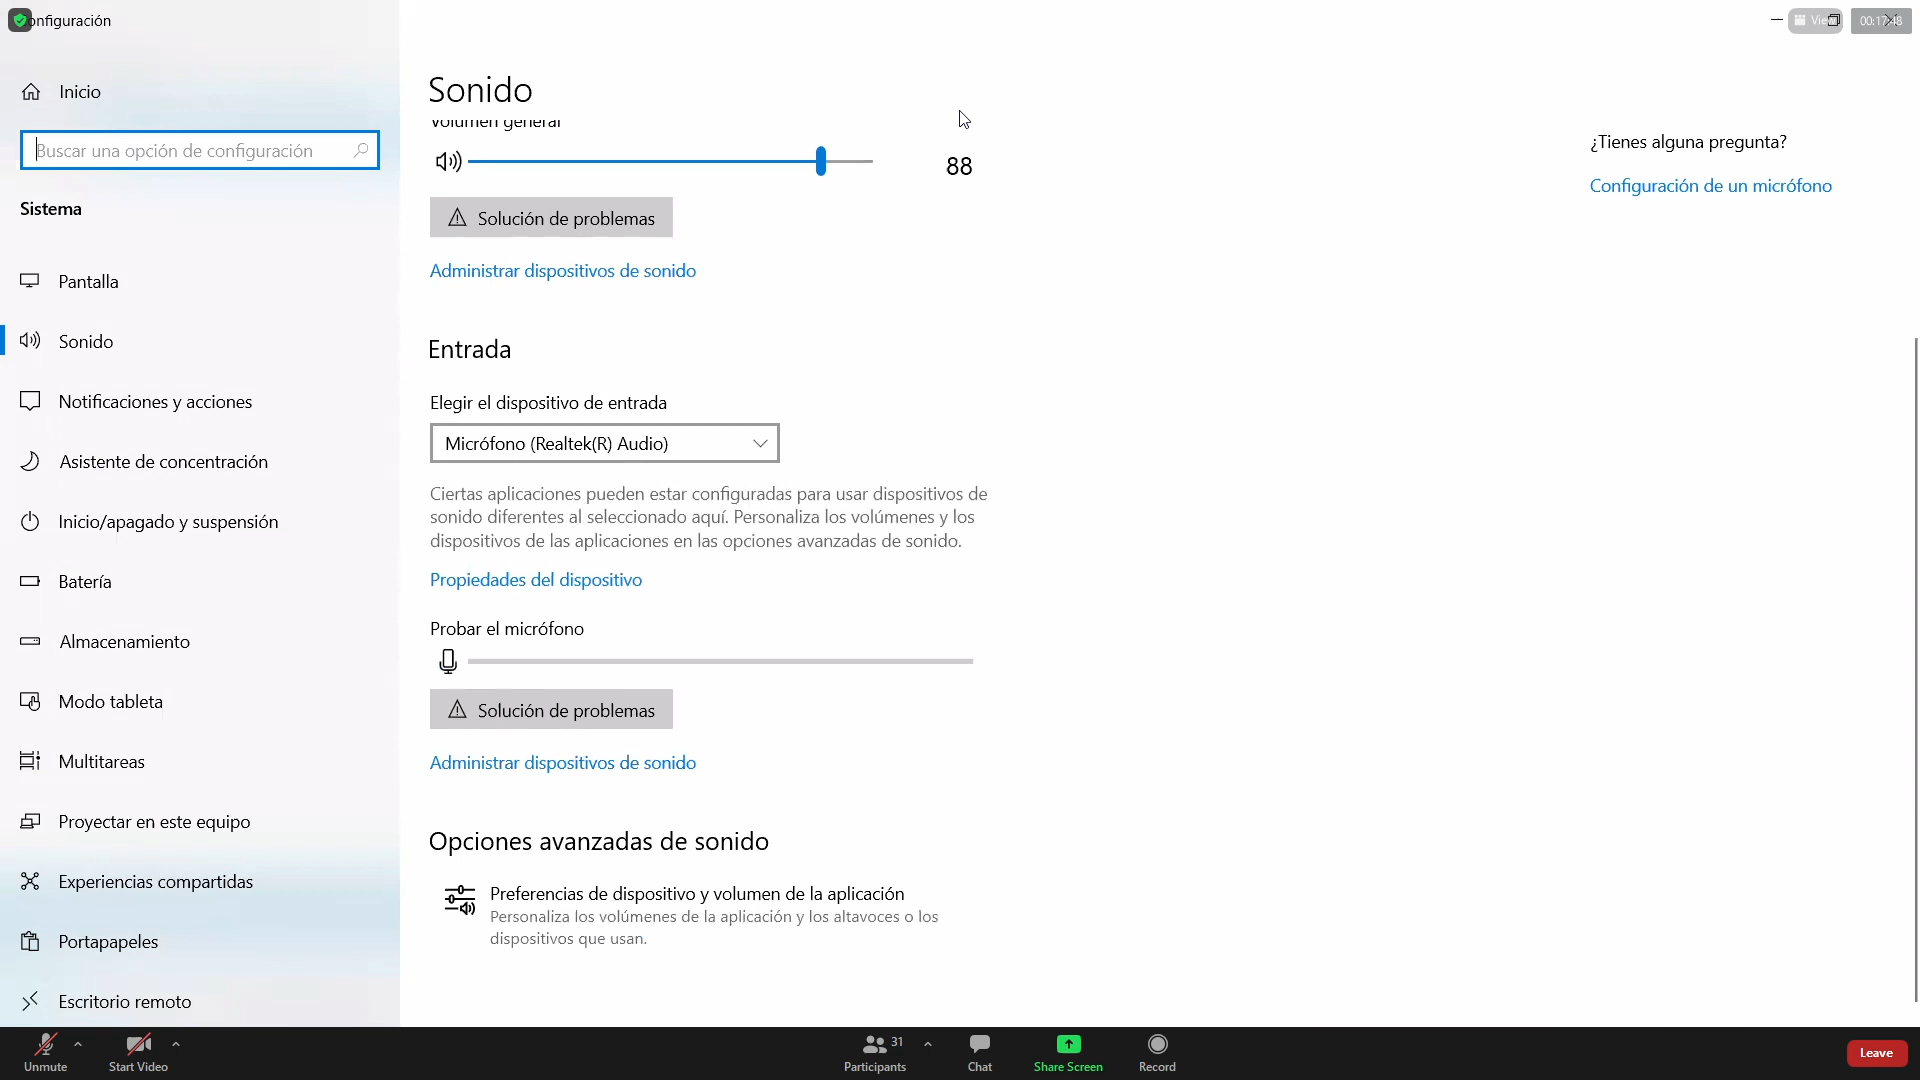 onfiguración
View
Inicio
Buscar una opción de configuración
Sistema
Pantalla
Sonido
Notificaciones y acciones
Asistente de concentración
Inicio/apagado y suspensión
Batería
Almacenamiento
Modo tableta
Multitareas
Proyectar en este equipo
Experiencias compartidas
Portapapeles
Escritorio remoto
Sonido
Volumen general
88
Solución de problemas
Administrar dispositivos de sonido
Entrada
Elegir el dispositivo de entrada
Micrófono (Realtek(R) Audio)
Ciertas aplicaciones pueden estar configuradas para usar dispositivos de
sonido diferentes al seleccionado aquí. Personaliza los volúmenes y los
dispositivos de las aplicaciones en las opciones avanzadas de sonido.
Propiedades del dispositivo
Probar el micrófono
Solución de problemas
Administrar dispositivos de sonido
Opciones avanzadas de sonido
Preferencias de dispositivo y volumen de la aplicación
Personaliza los volúmenes de la aplicación y los altavoces o los
dispositivos que usan.
¿Tienes alguna pregunta?
Configuración de un micrófono
Unmute
Start Video
31
Participants
Chat
Share Screen
Record
Leave